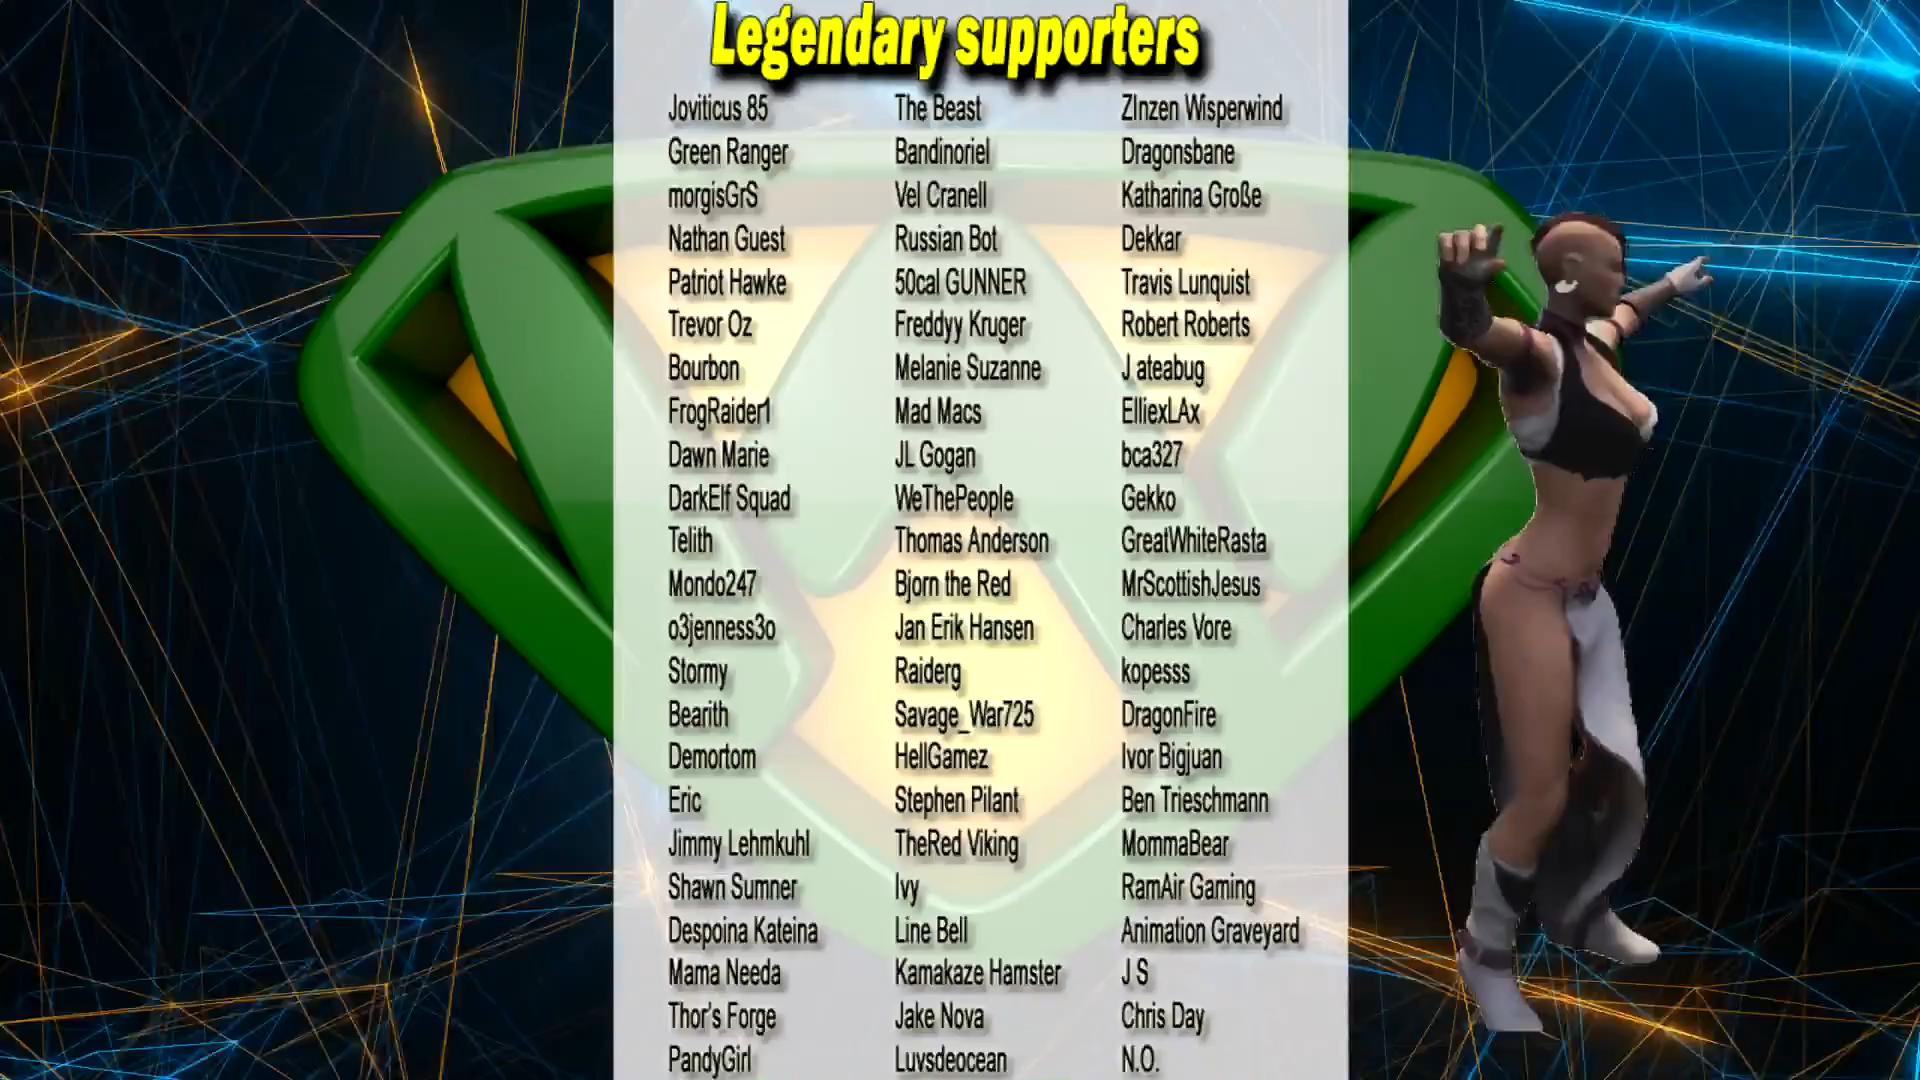 Legendary supporters
Joviticus 85 The Beast ZInzen Wisperwind
Green Ranger Bandinoriel Dragonsbane
morgisGrS Vel Cranell Katharina Große
Nathan Guest Russian Bot Dekkar
Patriot Hawke 50cal GUNNER Travis Lunquist
Trevor Oz Freddyy Kruger Robert Roberts
Bourbon Melanie Suzanne J ateabug
FrogRaider1 Mad Macs ElliexLAx
Dawn Marie JL Gogan bca327
DarkElf Squad WeThePeople Gekko
Telith Thomas Anderson GreatWhiteRasta
Mondo247 Bjorn the Red MrScottishJesus
o3jenness3o Jan Erik Hansen Charles Vore
Stormy Raiderg kopesss
Bearith Savage_War725 DragonFire
Demortom HellGamez Ivor Bigjuan
Eric Stephen Pilant Ben Trieschmann
Jimmy Lehmkuhl TheRed Viking MommaBear
Shawn Sumner Ivy RamAir Gaming
Despoina Kateina Line Bell Animation Graveyard
Mama Needa Kamakaze Hamster J S
Thor's Forge Jake Nova Chris Day
PandyGirl Luvsdeocean N.O.